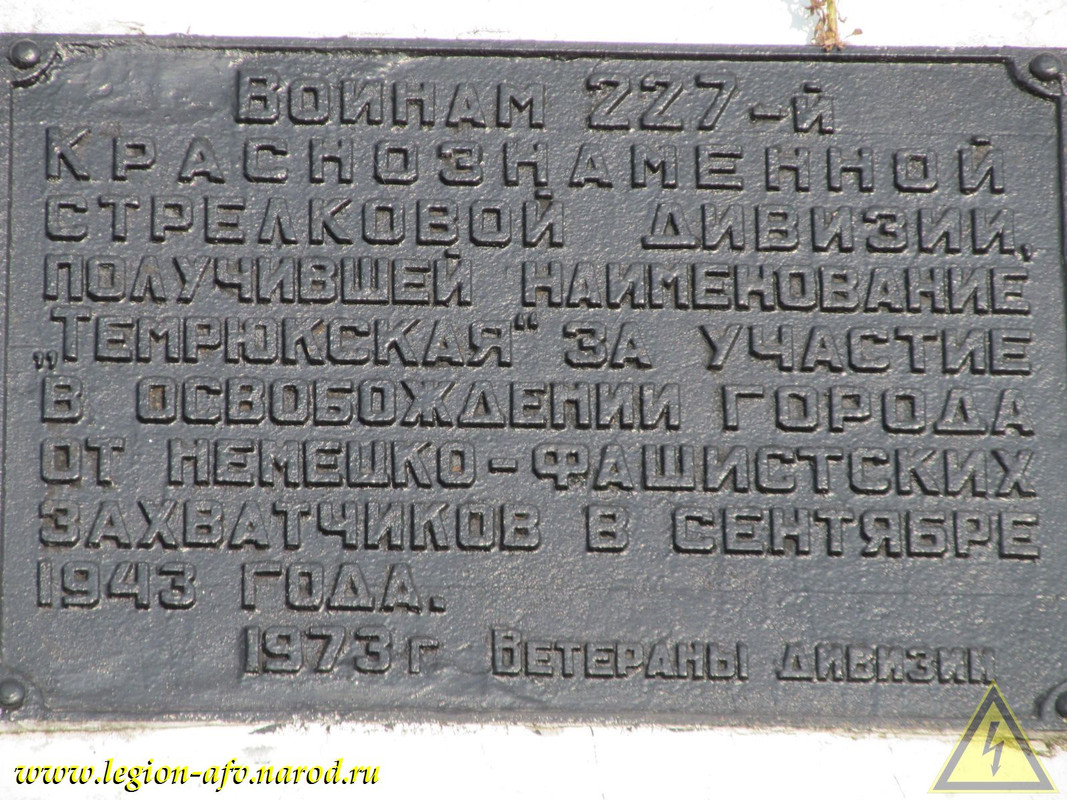 Воинам 227-й
Краснознаменной
стрелковой дивизии,
получившей наименование
„Темрюкская“ за участие
в освобождении города
от немецко-фашистских
захватчиков в сентябре
1943 года.
1973 г Ветераны дивизии
www.legion-afv.narod.ru